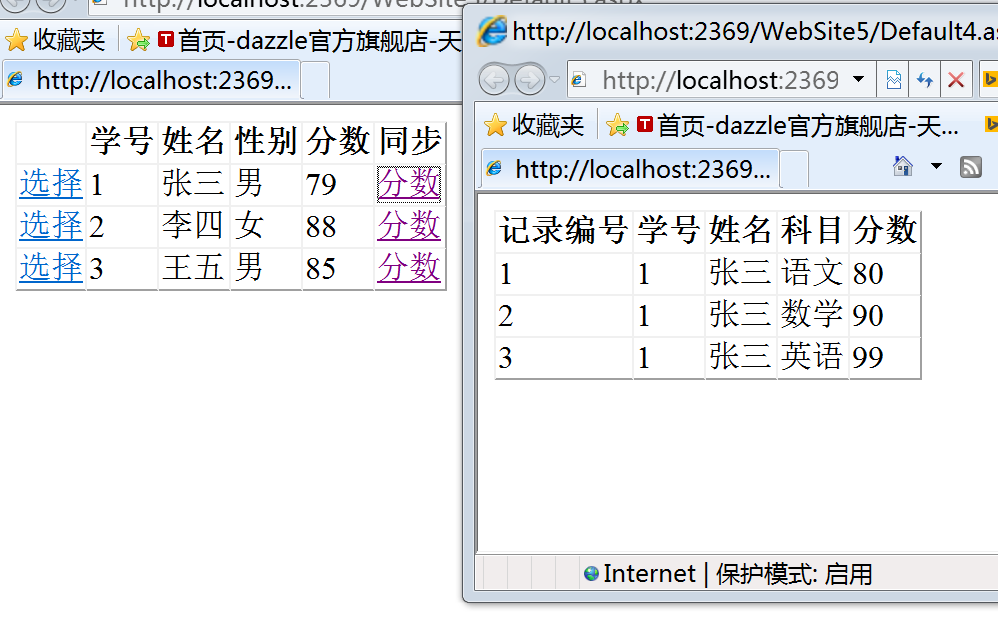 http://localhost:2369/WebSite5/Default.aspx
收藏夹 首页-dazzle官方旗舰店-天
http://localhost:2369...
学号 姓名 性别 分数 同步
选择 1 张三 男 79 分数
选择 2 李四 女 88 分数
选择 3 王五 男 85 分数
http://localhost:2369/WebSite5/Default4.as
http://localhost:2369
收藏夹 首页-dazzle官方旗舰店-天...
http://localhost:2369...
记录编号 学号 姓名 科目 分数
1 1 张三 语文 80
2 1 张三 数学 90
3 1 张三 英语 99
Internet | 保护模式: 启用